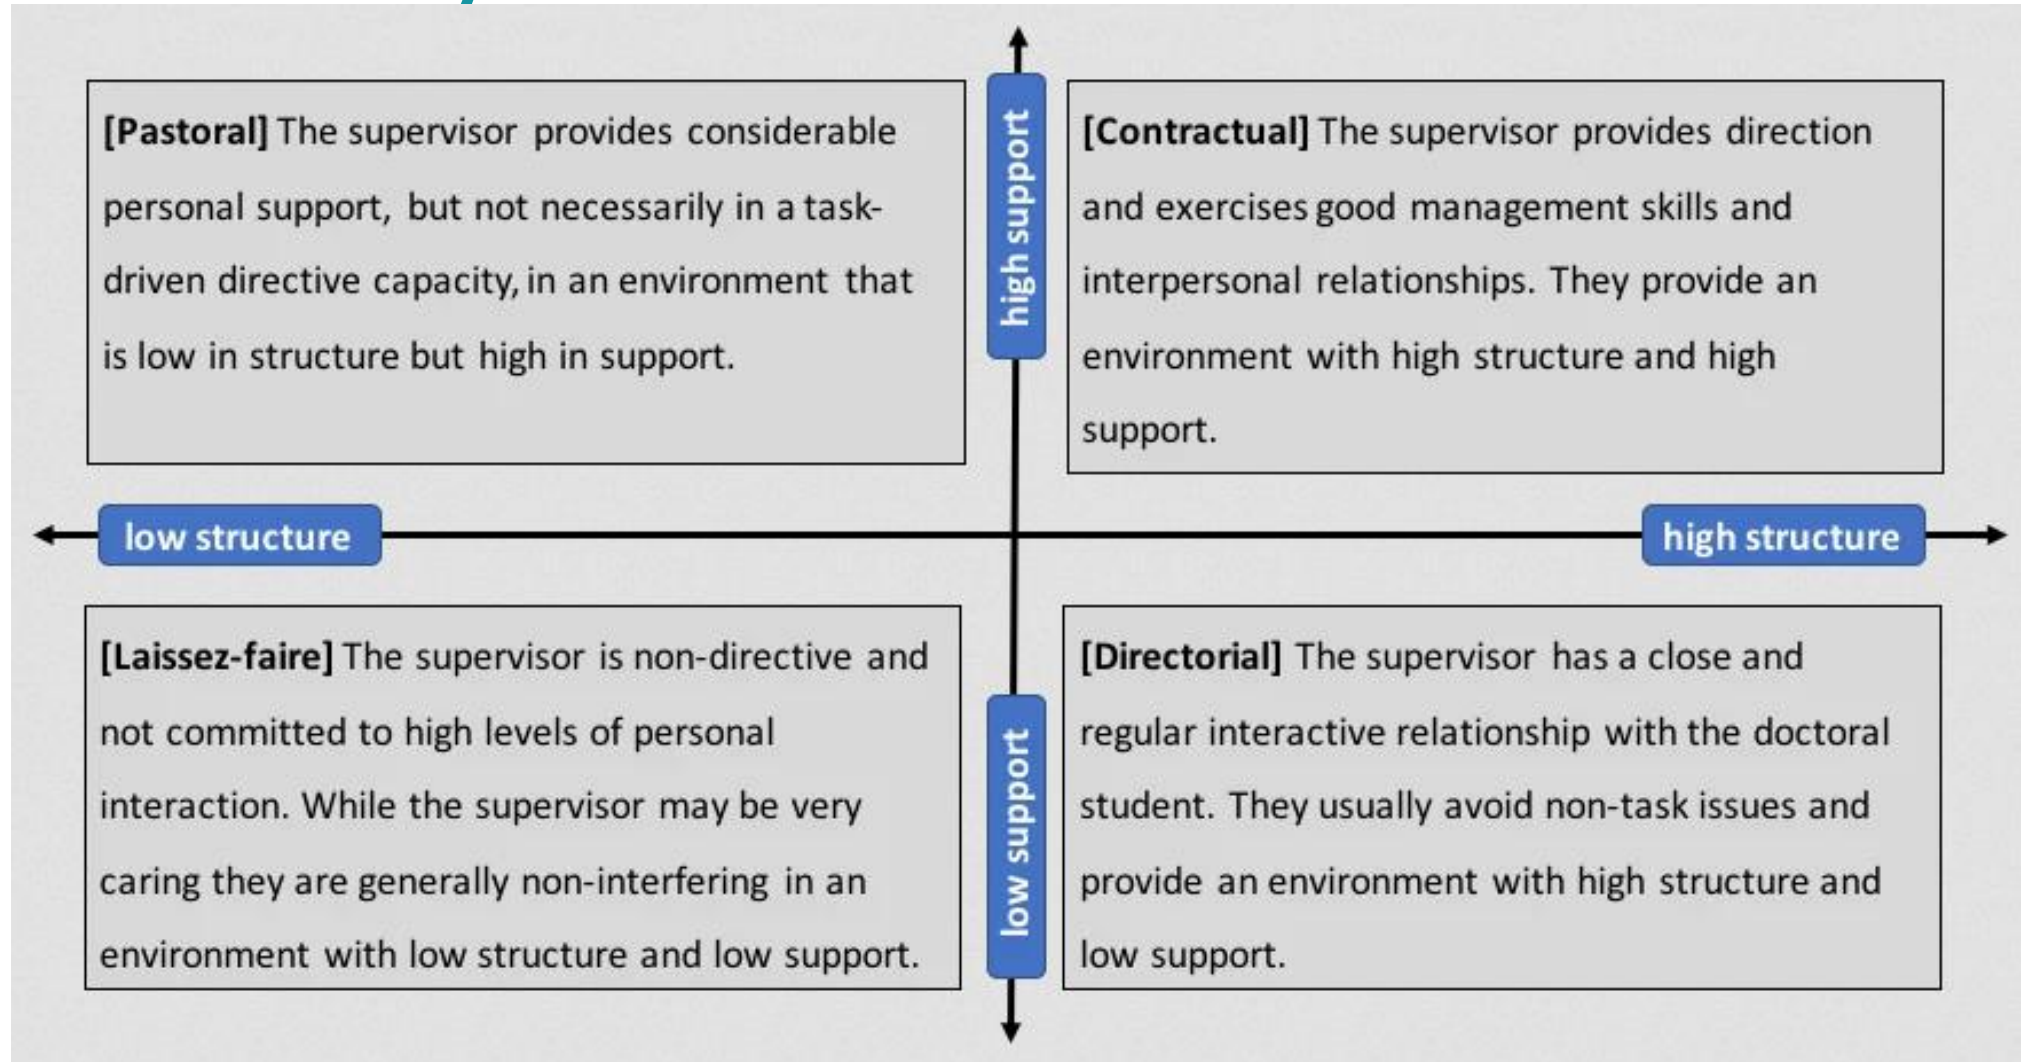 [Pastoral] The supervisor provides considerable
personal support, but not necessarily in a task-
driven directive capacity, in an environment that
is low in structure but high in support.
high support
[Contractual] The supervisor provides direction
and exercises good management skills and
interpersonal relationships. They provide an
environment with high structure and high
support.
low structure
high structure
[Laissez-faire] The supervisor is non-directive and
not committed to high levels of personal
interaction. While the supervisor may be very
caring they are generally non-interfering in an
environment with low structure and low support.
low support
[Directorial] The supervisor has a close and
regular interactive relationship with the doctoral
student. They usually avoid non-task issues and
provide an environment with high structure and
low support.